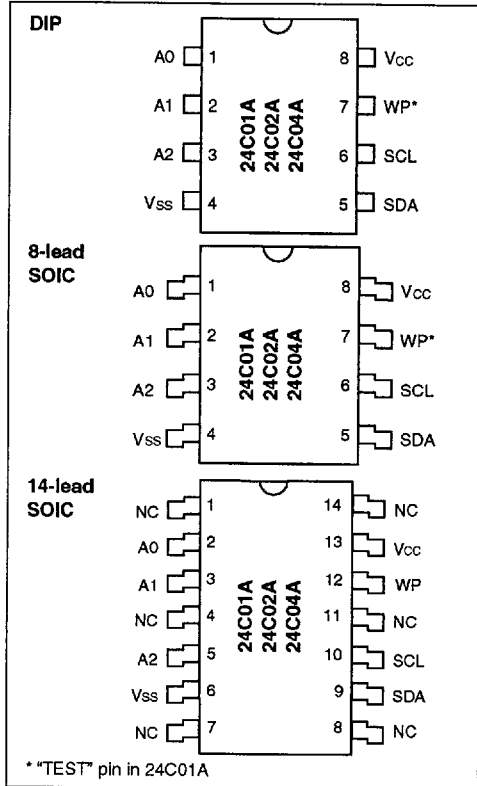 DIP
A0 1 8 Vcc
A1 2 7 WP*
A2 3 6 SCL
Vss 4 5 SDA
24C01A
24C02A
24C04A
8-lead
SOIC
A0 1 8 Vcc
A1 2 7 WP*
A2 3 6 SCL
Vss 4 5 SDA
24C01A
24C02A
24C04A
14-lead
SOIC
NC 1 14 NC
A0 2 13 Vcc
A1 3 12 WP
NC 4 11 NC
A2 5 10 SCL
Vss 6 9 SDA
NC 7 8 NC
24C01A
24C02A
24C04A
* "TEST" pin in 24C01A